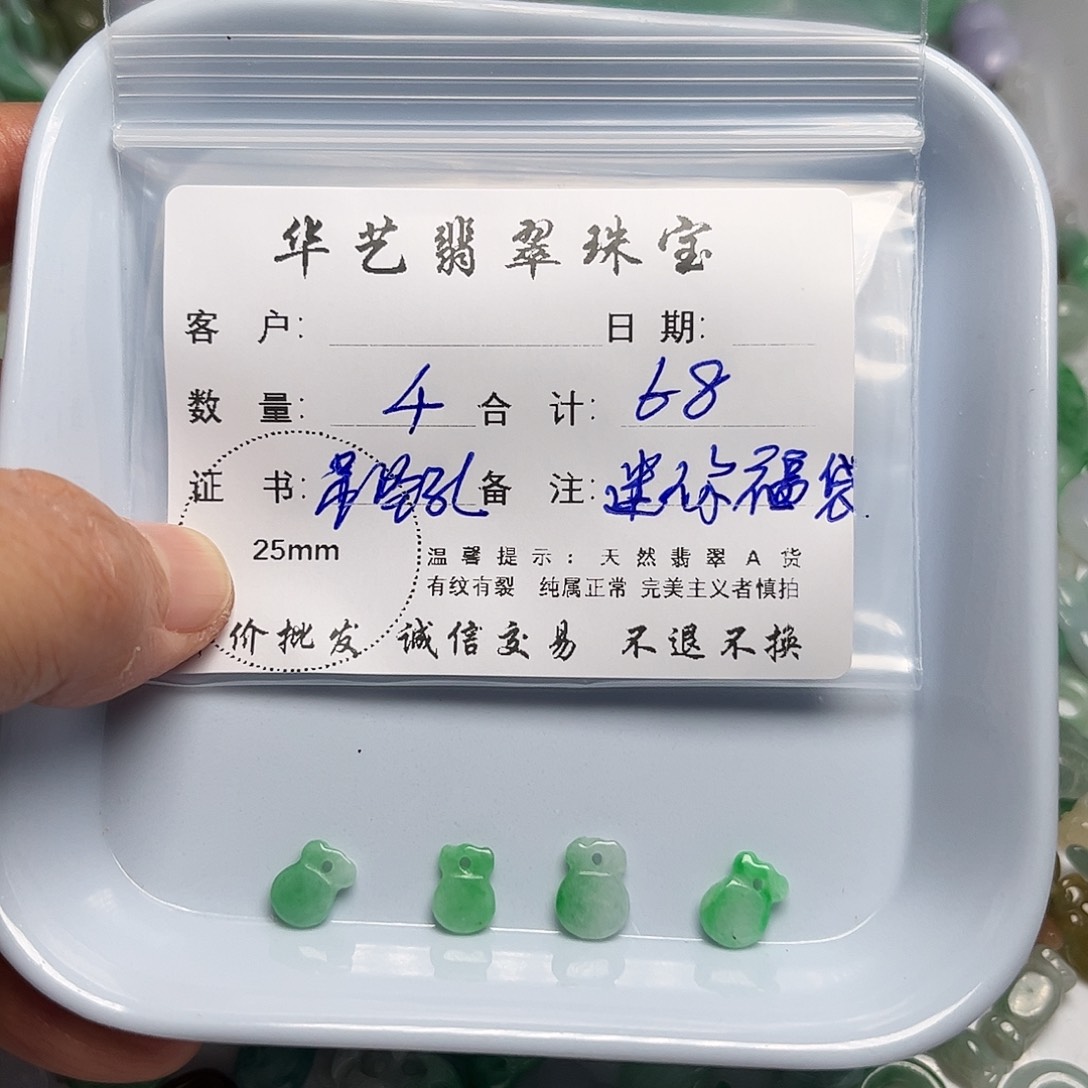 华艺翡翠珠宝
客 户: 日 期:
数 量: 4 合 计: 68
证 书: 备 注: 迷你福袋
25mm
温馨提示: 天然翡翠A货
有纹有裂 纯属正常 完美主义者慎拍
价批发 诚信交易 不退不换